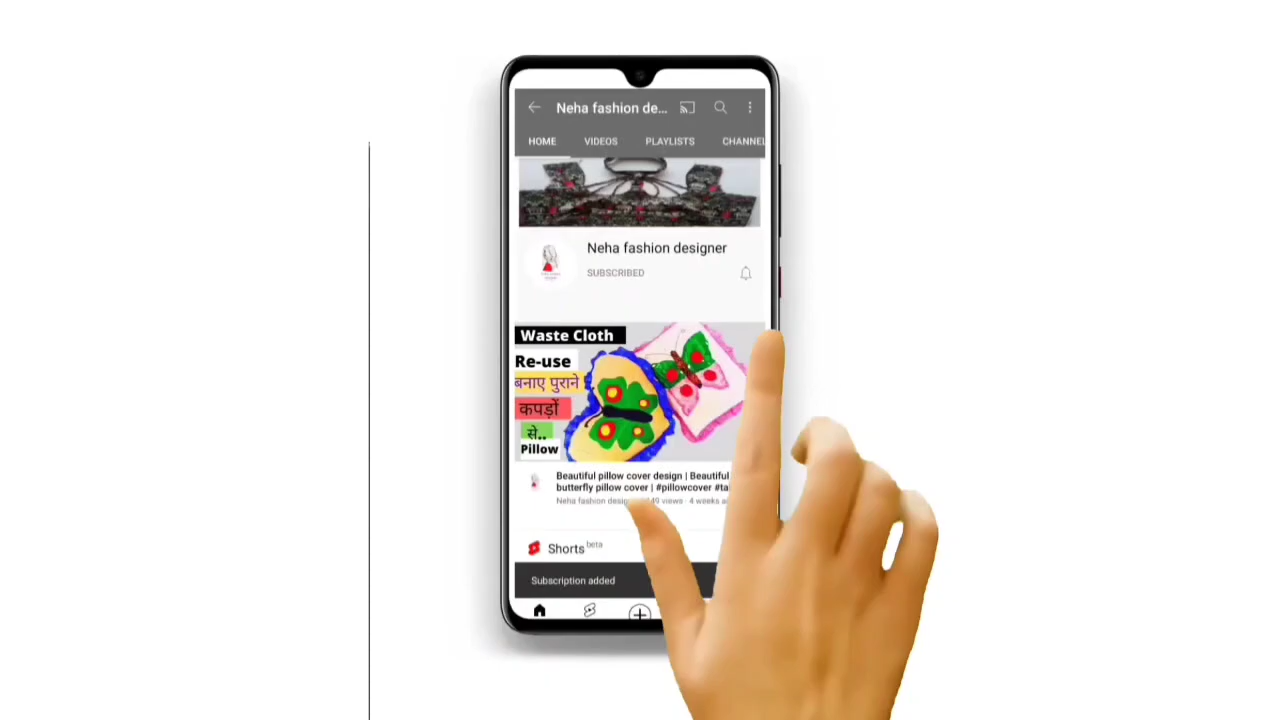 Neha fashion de...
HOME VIDEOS PLAYLISTS CHANNEL
Neha fashion designer
SUBSCRIBED
Waste Cloth
Re-use
बनाए पुराने
कपड़ों
से..
Pillow
Beautiful pillow cover design | Beautiful
butterfly pillow cover | #pillowcover #ta
Neha fashion views · 4 weeks
Shorts beta
Subscription added